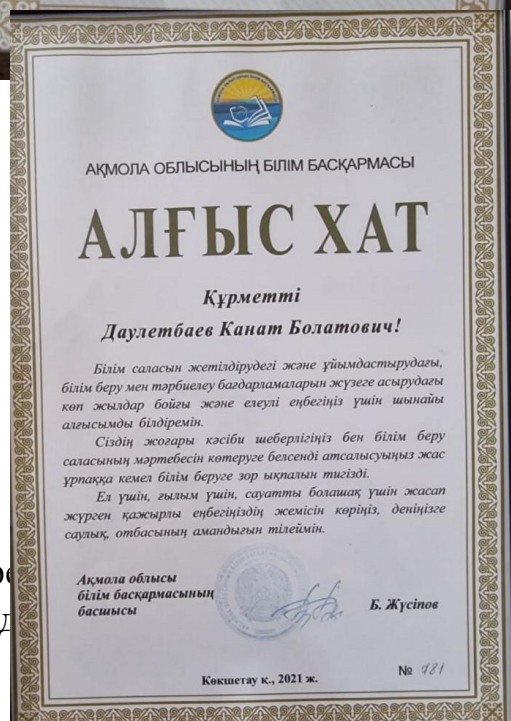 АҚМОЛА ОБЛЫСЫНЫҢ БІЛІМ БАСҚАРМАСЫ
АЛҒЫС ХАТ
Құрметті
Даулетбаев Канат Болатович!
Білім саласын жетілдірудегі және ұйымдастырудағы,
білім беру мен тәрбиелеу бағдарламаларын жүзеге асырудағы
көп жылдар бойғы және елеулі еңбегіңіз үшін шынайы
алғысымды білдіремін.
Сіздің жоғары кәсіби шеберлігіңіз бен білім беру
саласының мәртебесін көтеруге белсенді атсалысуыңыз жас
ұрпаққа кемел білім беруге зор ықпалын тигізді.
Ел үшін, ғылым үшін, сауатты болашақ үшін жасап
жүрген қажырлы еңбегіңіздің жемісін көріңіз, деніңізге
саулық, отбасының амандығын тілеймін.
Ақмола облысы
білім басқармасының
басшысы
Б. Жүсіпов
Көкшетау қ., 2021 ж.
№ 781